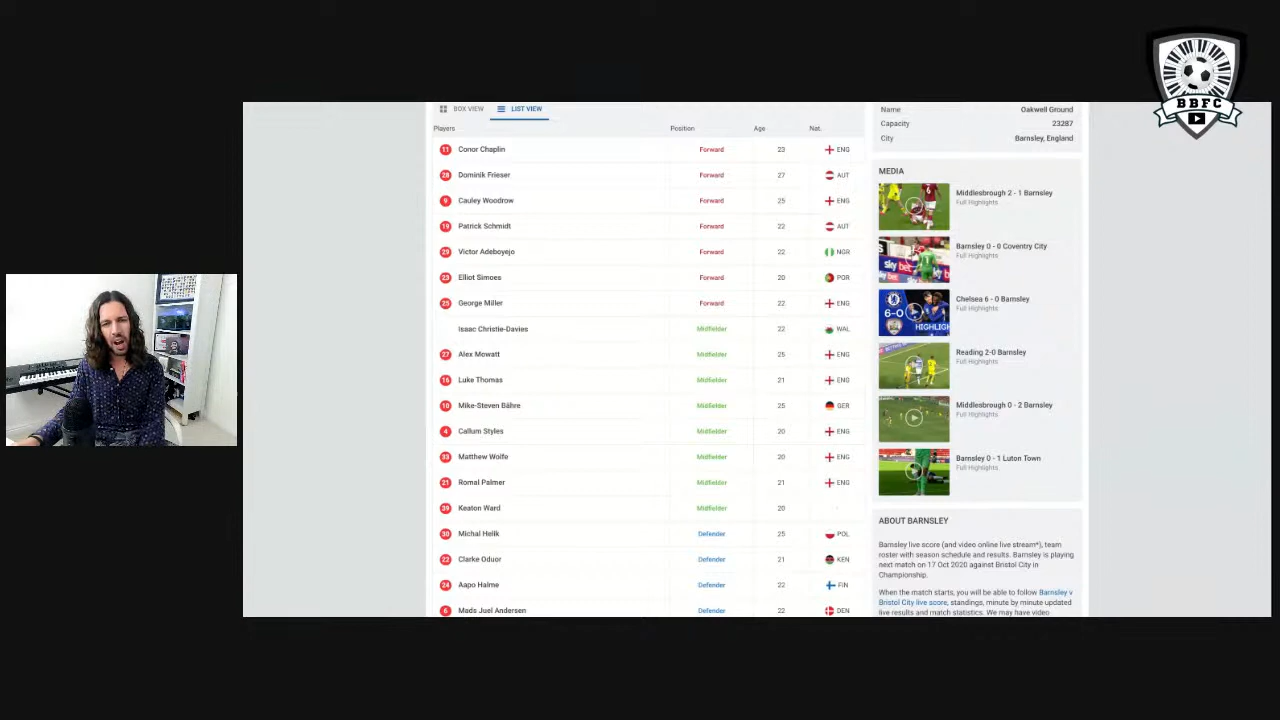 BBFC
BOX VIEW LIST VIEW
Players Position Age Nat.
11 Conor Chaplin Forward 23 ENG
28 Dominik Frieser Forward 27 AUT
9 Cauley Woodrow Forward 25 ENG
19 Patrick Schmidt Forward 22 AUT
29 Victor Adeboyejo Forward 22 NGR
23 Elliot Simoes Forward 20 POR
25 George Miller Forward 22 ENG
Isaac Christie-Davies Midfielder 22 WAL
27 Alex Mowatt Midfielder 25 ENG
16 Luke Thomas Midfielder 21 ENG
10 Mike-Steven Bähre Midfielder 25 GER
4 Callum Styles Midfielder 20 ENG
33 Matthew Wolfe Midfielder 20 ENG
21 Romal Palmer Midfielder 21 ENG
39 Keaton Ward Midfielder 20 -
30 Michal Helik Defender 25 POL
22 Clarke Oduor Defender 21 KEN
24 Aapo Halme Defender 22 FIN
6 Mads Juel Andersen Defender 22 DEN
Name Oakwell Ground
Capacity 23287
City Barnsley, England
MEDIA
Middlesbrough 2 - 1 Barnsley
Full Highlights
Barnsley 0 - 0 Coventry City
Full Highlights
sky bet
Chelsea 6 - 0 Barnsley
Full Highlights
6-0
HIGHLIG
Reading 2-0 Barnsley
Full Highlights
Middlesbrough 0 - 2 Barnsley
Full Highlights
Barnsley 0 - 1 Luton Town
Full Highlights
ABOUT BARNSLEY
Barnsley live score (and video online live stream*), team
roster with season schedule and results. Barnsley is playing
next match on 17 Oct 2020 against Bristol City in
Championship.
When the match starts, you will be able to follow Barnsley v
Bristol City live score, standings, minute by minute updated
live results and match statistics. We may have video